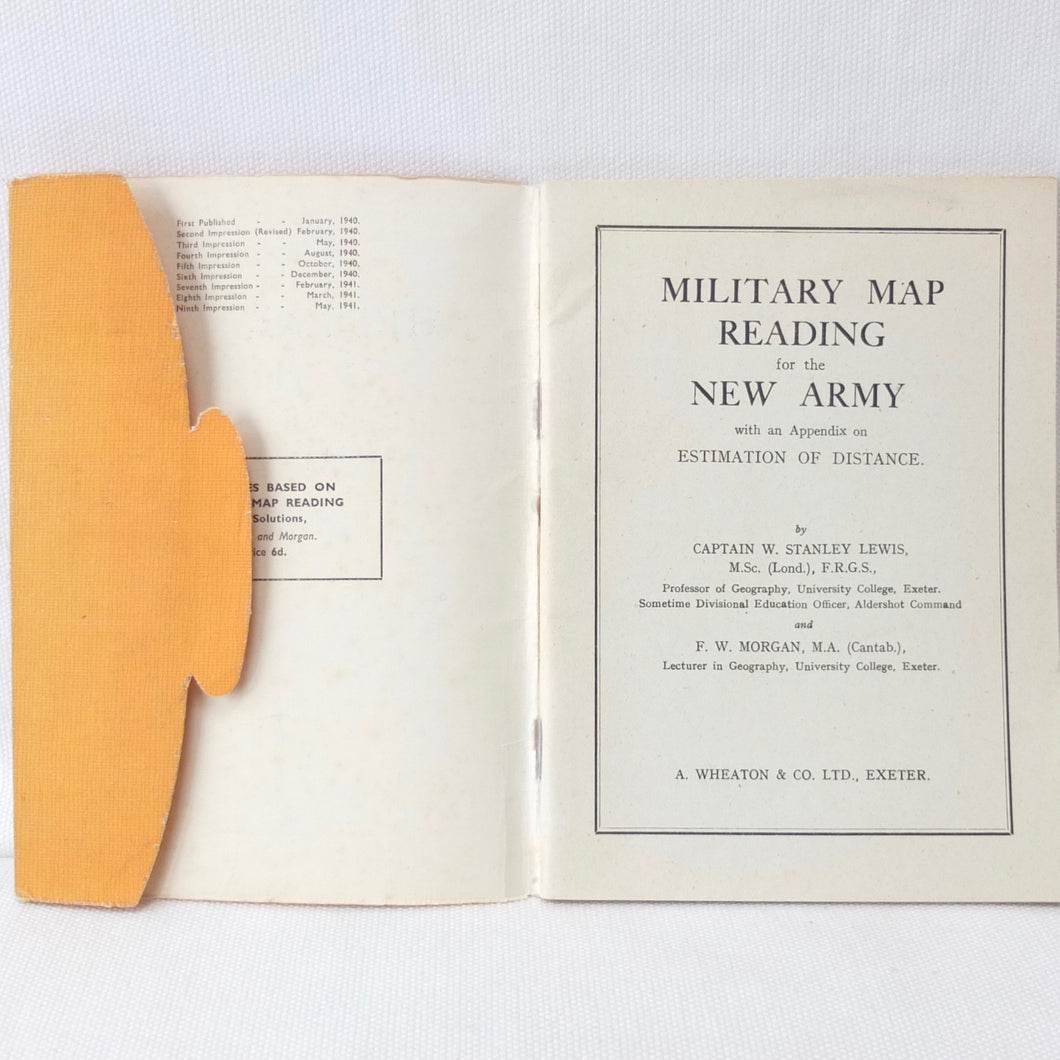 First Published - - January, 1940.
Second Impression (Revised) February, 1940.
Third Impression - - May, 1940.
Fourth Impression - - August, 1940.
Fifth Impression - - October, 1940.
Sixth Impression - - December, 1940.
Seventh Impression - - February, 1941.
Eighth Impression - - March, 1941.
Ninth Impression - - May, 1941.
BASED ON
MAP READING
Solutions,
and Morgan.
6d.
MILITARY MAP
READING
for the
NEW ARMY
with an Appendix on
ESTIMATION OF DISTANCE.
by
CAPTAIN W. STANLEY LEWIS,
M.Sc. (Lond.), F.R.G.S.,
Professor of Geography, University College, Exeter.
Sometime Divisional Education Officer, Aldershot Command
and
F. W. MORGAN, M.A. (Cantab.),
Lecturer in Geography, University College, Exeter.
A. WHEATON & CO. LTD., EXETER.